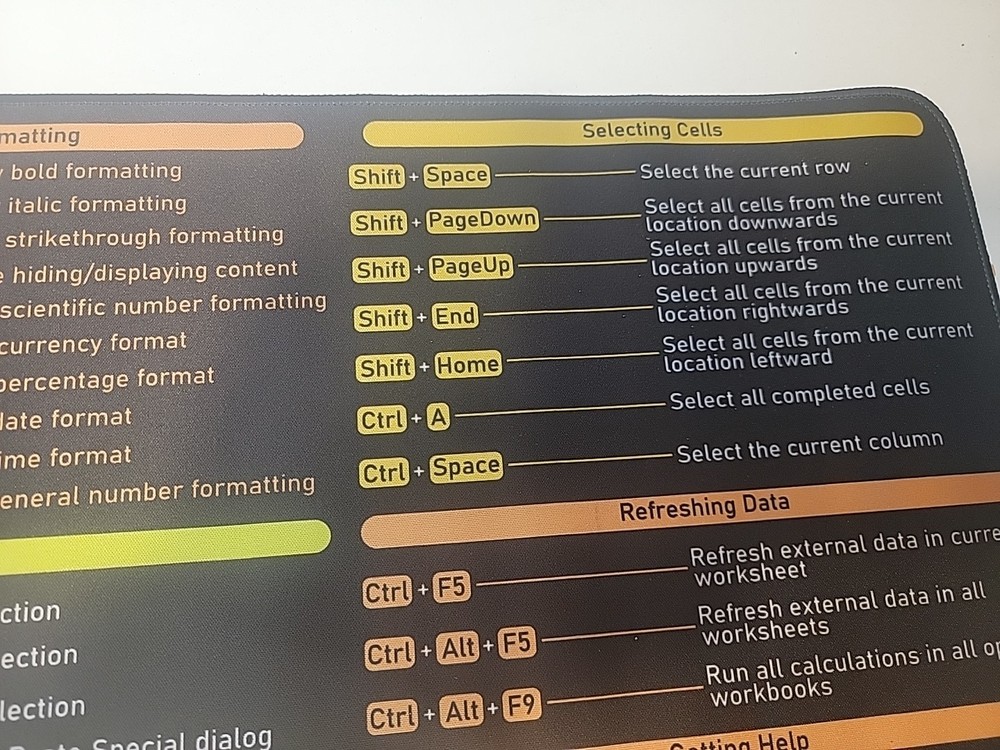 matting
bold formatting
italic formatting
strikethrough formatting
hiding/displaying content
scientific number formatting
currency format
percentage format
date format
ime format
eneral number formatting
ction
ection
lection
Special dialog
Selecting Cells
Shift + Space Select the current row
Shift + PageDown Select all cells from the current
location downwards
Shift + PageUp Select all cells from the current
location upwards
Shift + End Select all cells from the current
location rightwards
Shift + Home Select all cells from the current
location leftward
Ctrl + A Select all completed cells
Ctrl + Space Select the current column
Refreshing Data
Ctrl + F5 Refresh external data in curre
worksheet
Ctrl + Alt + F5 Refresh external data in all
worksheets
Ctrl + Alt + F9 Run all calculations in all op
workbooks
Getting Help